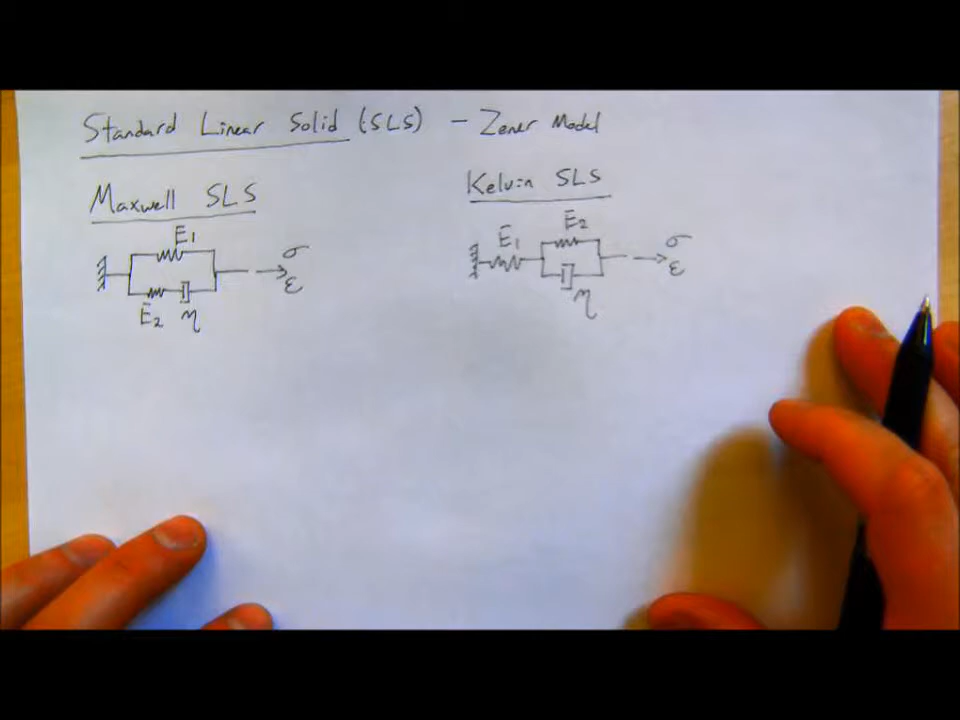 Standard Linear Solid (SLS) - Zener Model
Maxwell SLS
E1
σ
ε
E2 η
Kelvin SLS
E2
E1
σ
ε
η